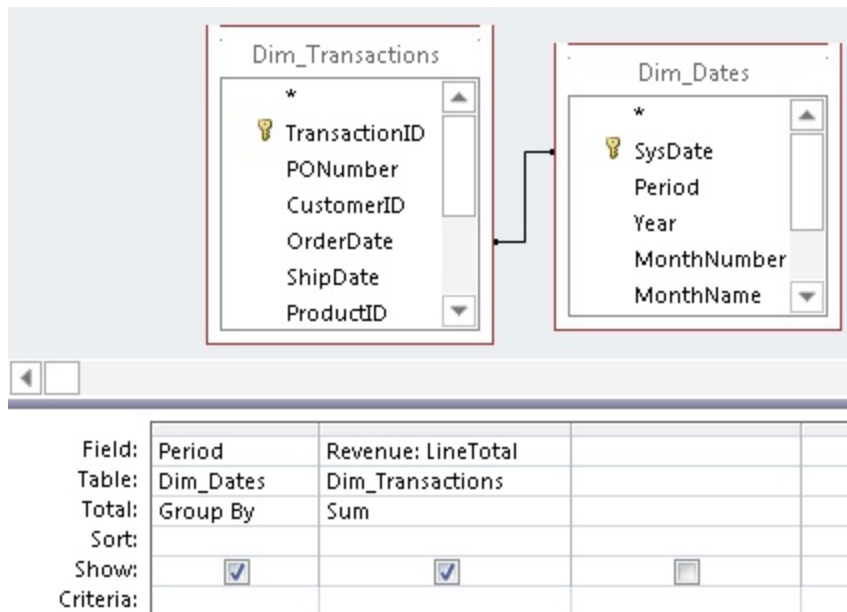 Dim_Transactions
*
TransactionID
PONumber
CustomerID
OrderDate
ShipDate
ProductID
Dim_Dates
*
SysDate
Period
Year
MonthNumber
MonthName
Field: Period Revenue: LineTotal
Table: Dim_Dates Dim_Transactions
Total: Group By Sum
Sort:
Show:
Criteria: